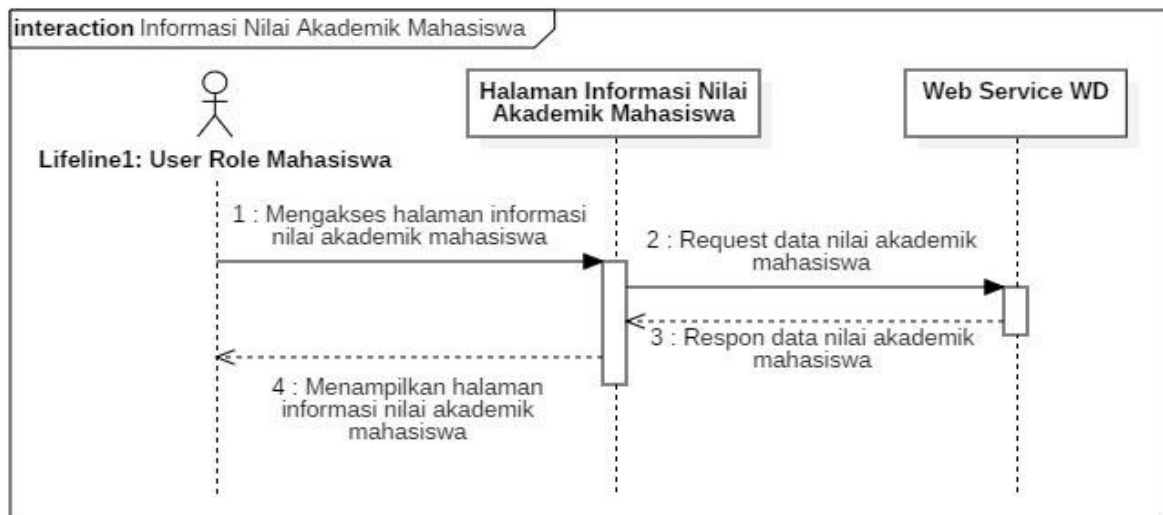 interaction Informasi Nilai Akademik Mahasiswa
Halaman Informasi Nilai
Akademik Mahasiswa
Web Service WD
Lifeline1: User Role Mahasiswa
1 : Mengakses halaman informasi
nilai akademik mahasiswa
2 : Request data nilai akademik
mahasiswa
3 : Respon data nilai akademik
mahasiswa
4 : Menampilkan halaman
informasi nilai akademik
mahasiswa